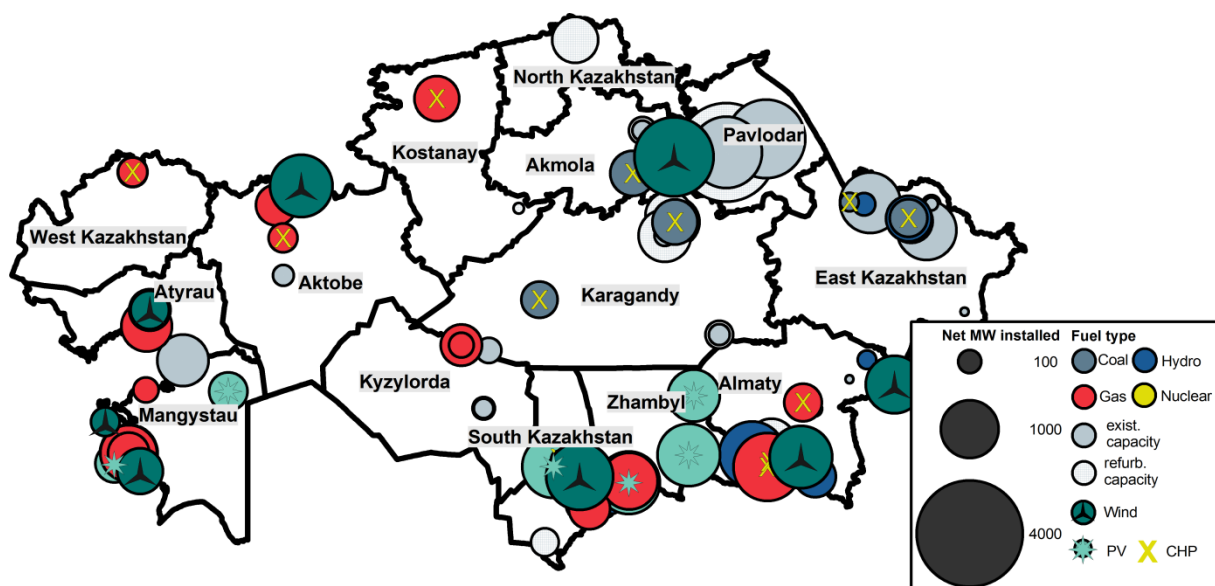 North Kazakhstan
Pavlodar
Kostanay
Akmola
West Kazakhstan
Aktobe
East Kazakhstan
Atyrau
Karagandy
Kyzylorda
Zhambyl
Almaty
Mangystau
South Kazakhstan
Net MW installed
100
1000
4000
Fuel type
Coal
Hydro
Gas
Nuclear
exist.
capacity
refurb.
capacity
Wind
PV
X CHP